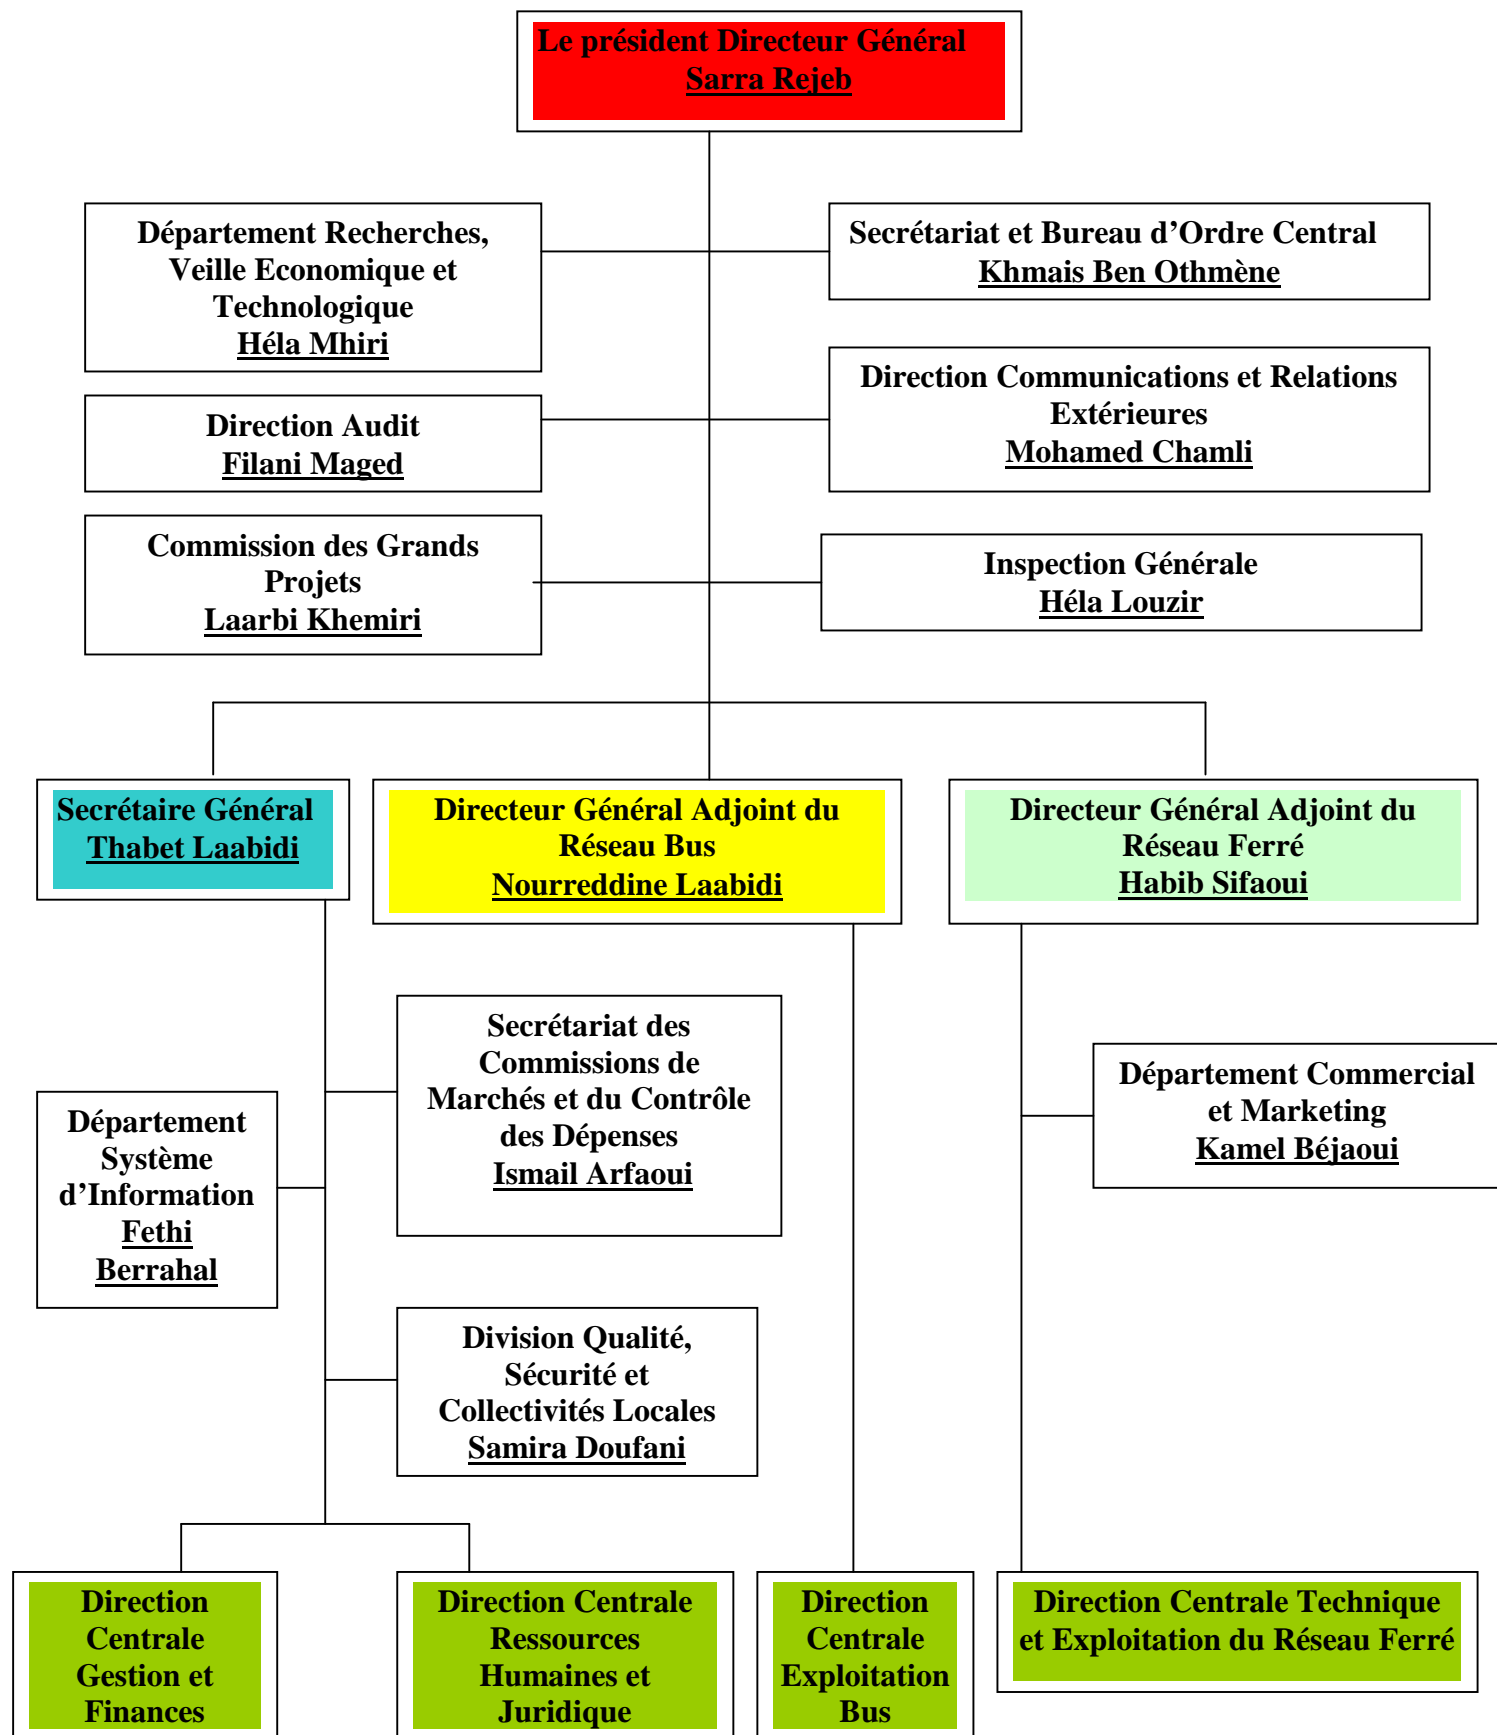 Le président Directeur Général
Sarra Rejeb
Département Recherches,
Veille Economique et
Technologique
Héla Mhiri
Secrétariat et Bureau d’Ordre Central
Khmais Ben Othmène
Direction Communications et Relations
Extérieures
Mohamed Chamli
Direction Audit
Filani Maged
Commission des Grands
Projets
Laarbi Khemiri
Inspection Générale
Héla Louzir
Secrétaire Général
Thabet Laabidi
Directeur Général Adjoint du
Réseau Bus
Nourreddine Laabidi
Directeur Général Adjoint du
Réseau Ferré
Habib Sifaoui
Secrétariat des
Commissions de
Marchés et du Contrôle
des Dépenses
Ismail Arfaoui
Département Commercial
et Marketing
Kamel Béjaoui
Département
Système
d’Information
Fethi
Berrahal
Division Qualité,
Sécurité et
Collectivités Locales
Samira Doufani
Direction
Centrale
Gestion et
Finances
Direction Centrale
Ressources
Humaines et
Juridique
Direction
Centrale
Exploitation
Bus
Direction Centrale Technique
et Exploitation du Réseau Ferré